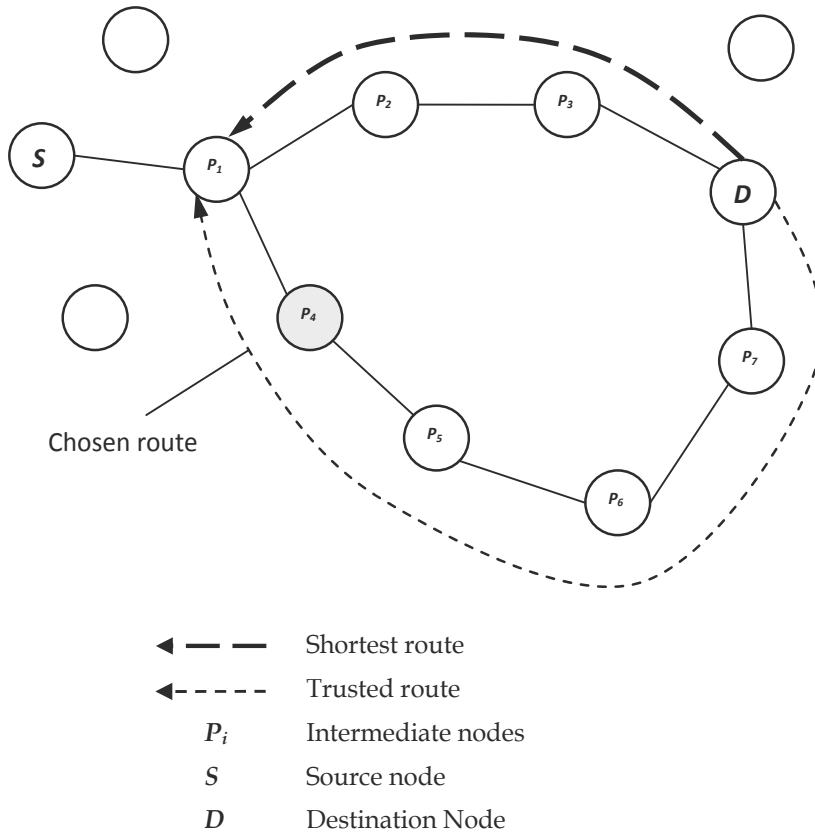 P2
P3
S
P1
D
P4
P7
Chosen route
P5
P6
Shortest route
Trusted route
Pi Intermediate nodes
S Source node
D Destination Node